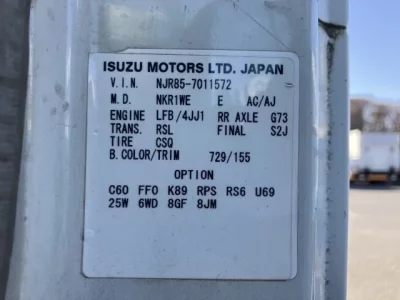 ISUZU MOTORS LTD. JAPAN
V.I.N. NJR85-7011572
M.D. NKR1WE E AC/AJ
ENGINE LFB/4JJ1 RR AXLE G73
TRANS. RSL FINAL S2J
TIRE CSQ
B.COLOR/TRIM 729/155
OPTION
C60 FF0 K89 RPS RS6 U69
25W 6WD 8GF 8JM